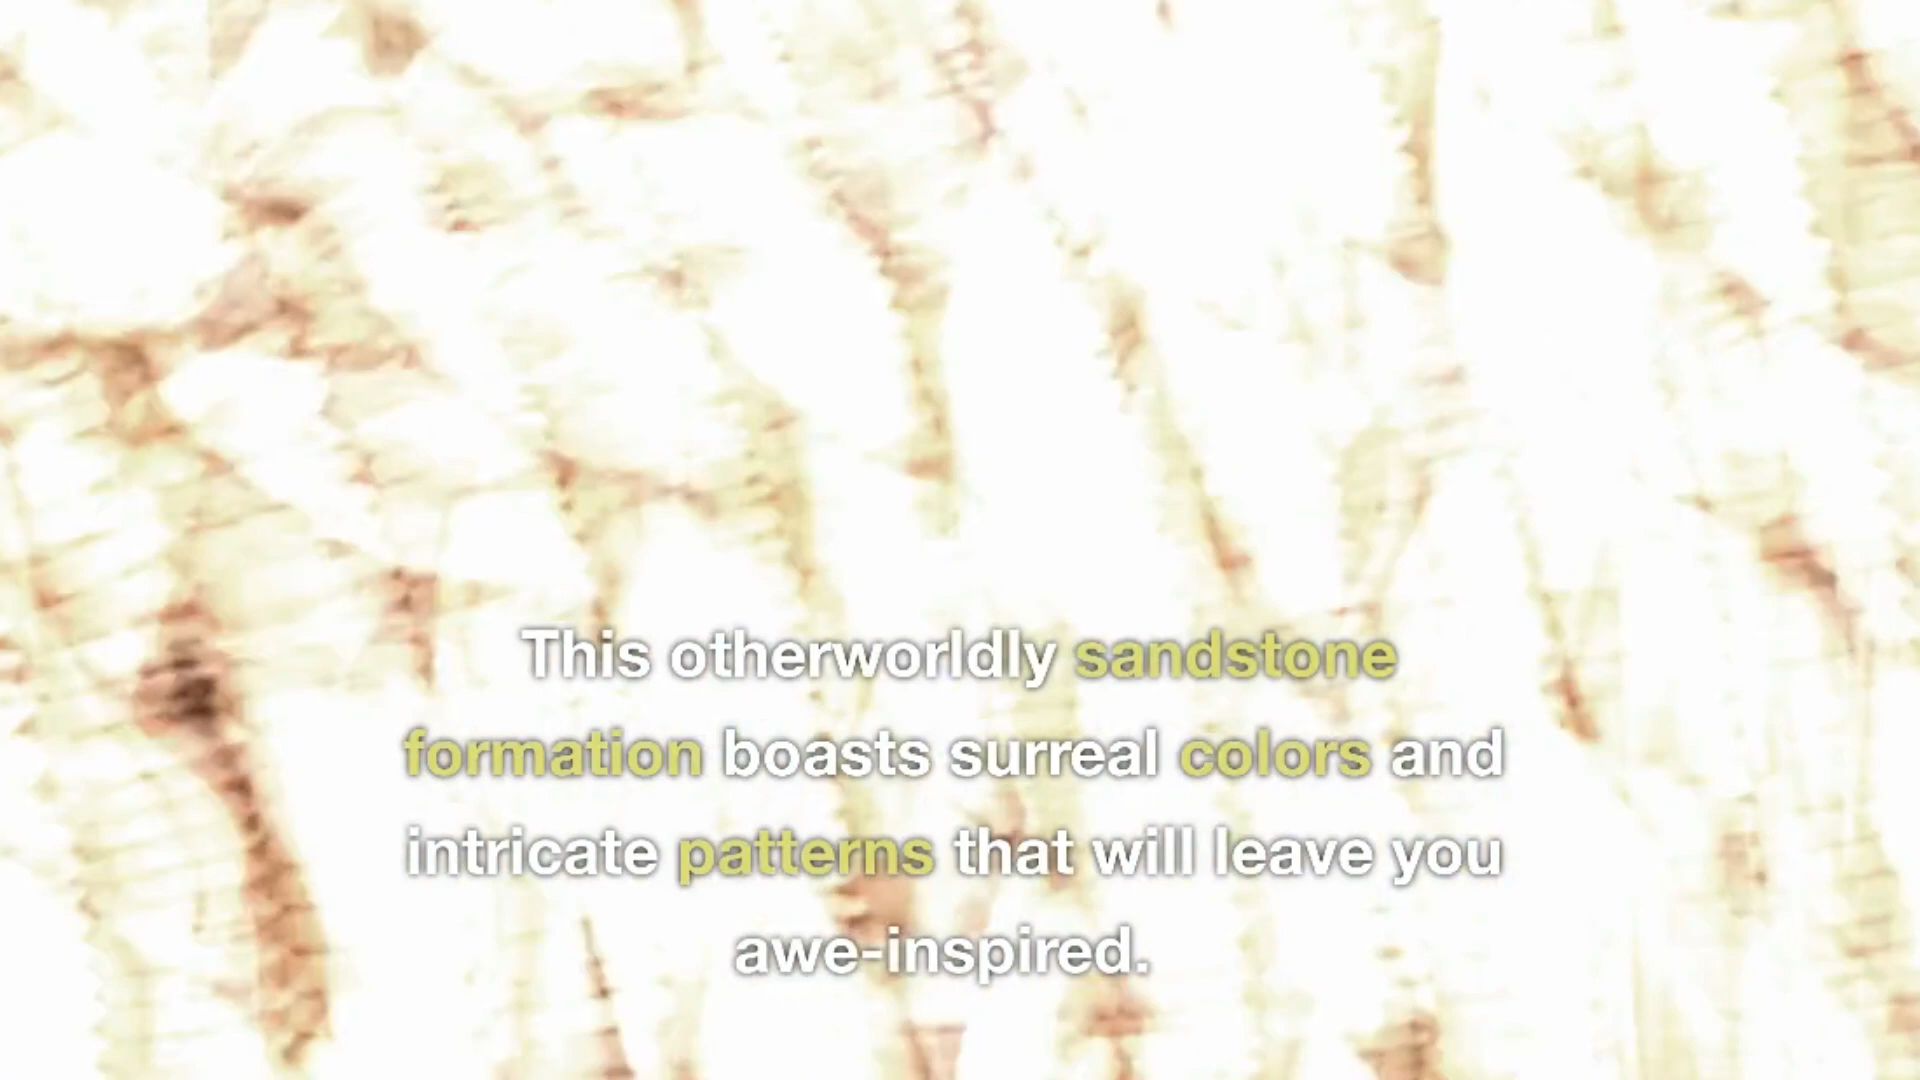 This otherworldly sandstone
formation boasts surreal colors and
intricate patterns that will leave you
awe-inspired.